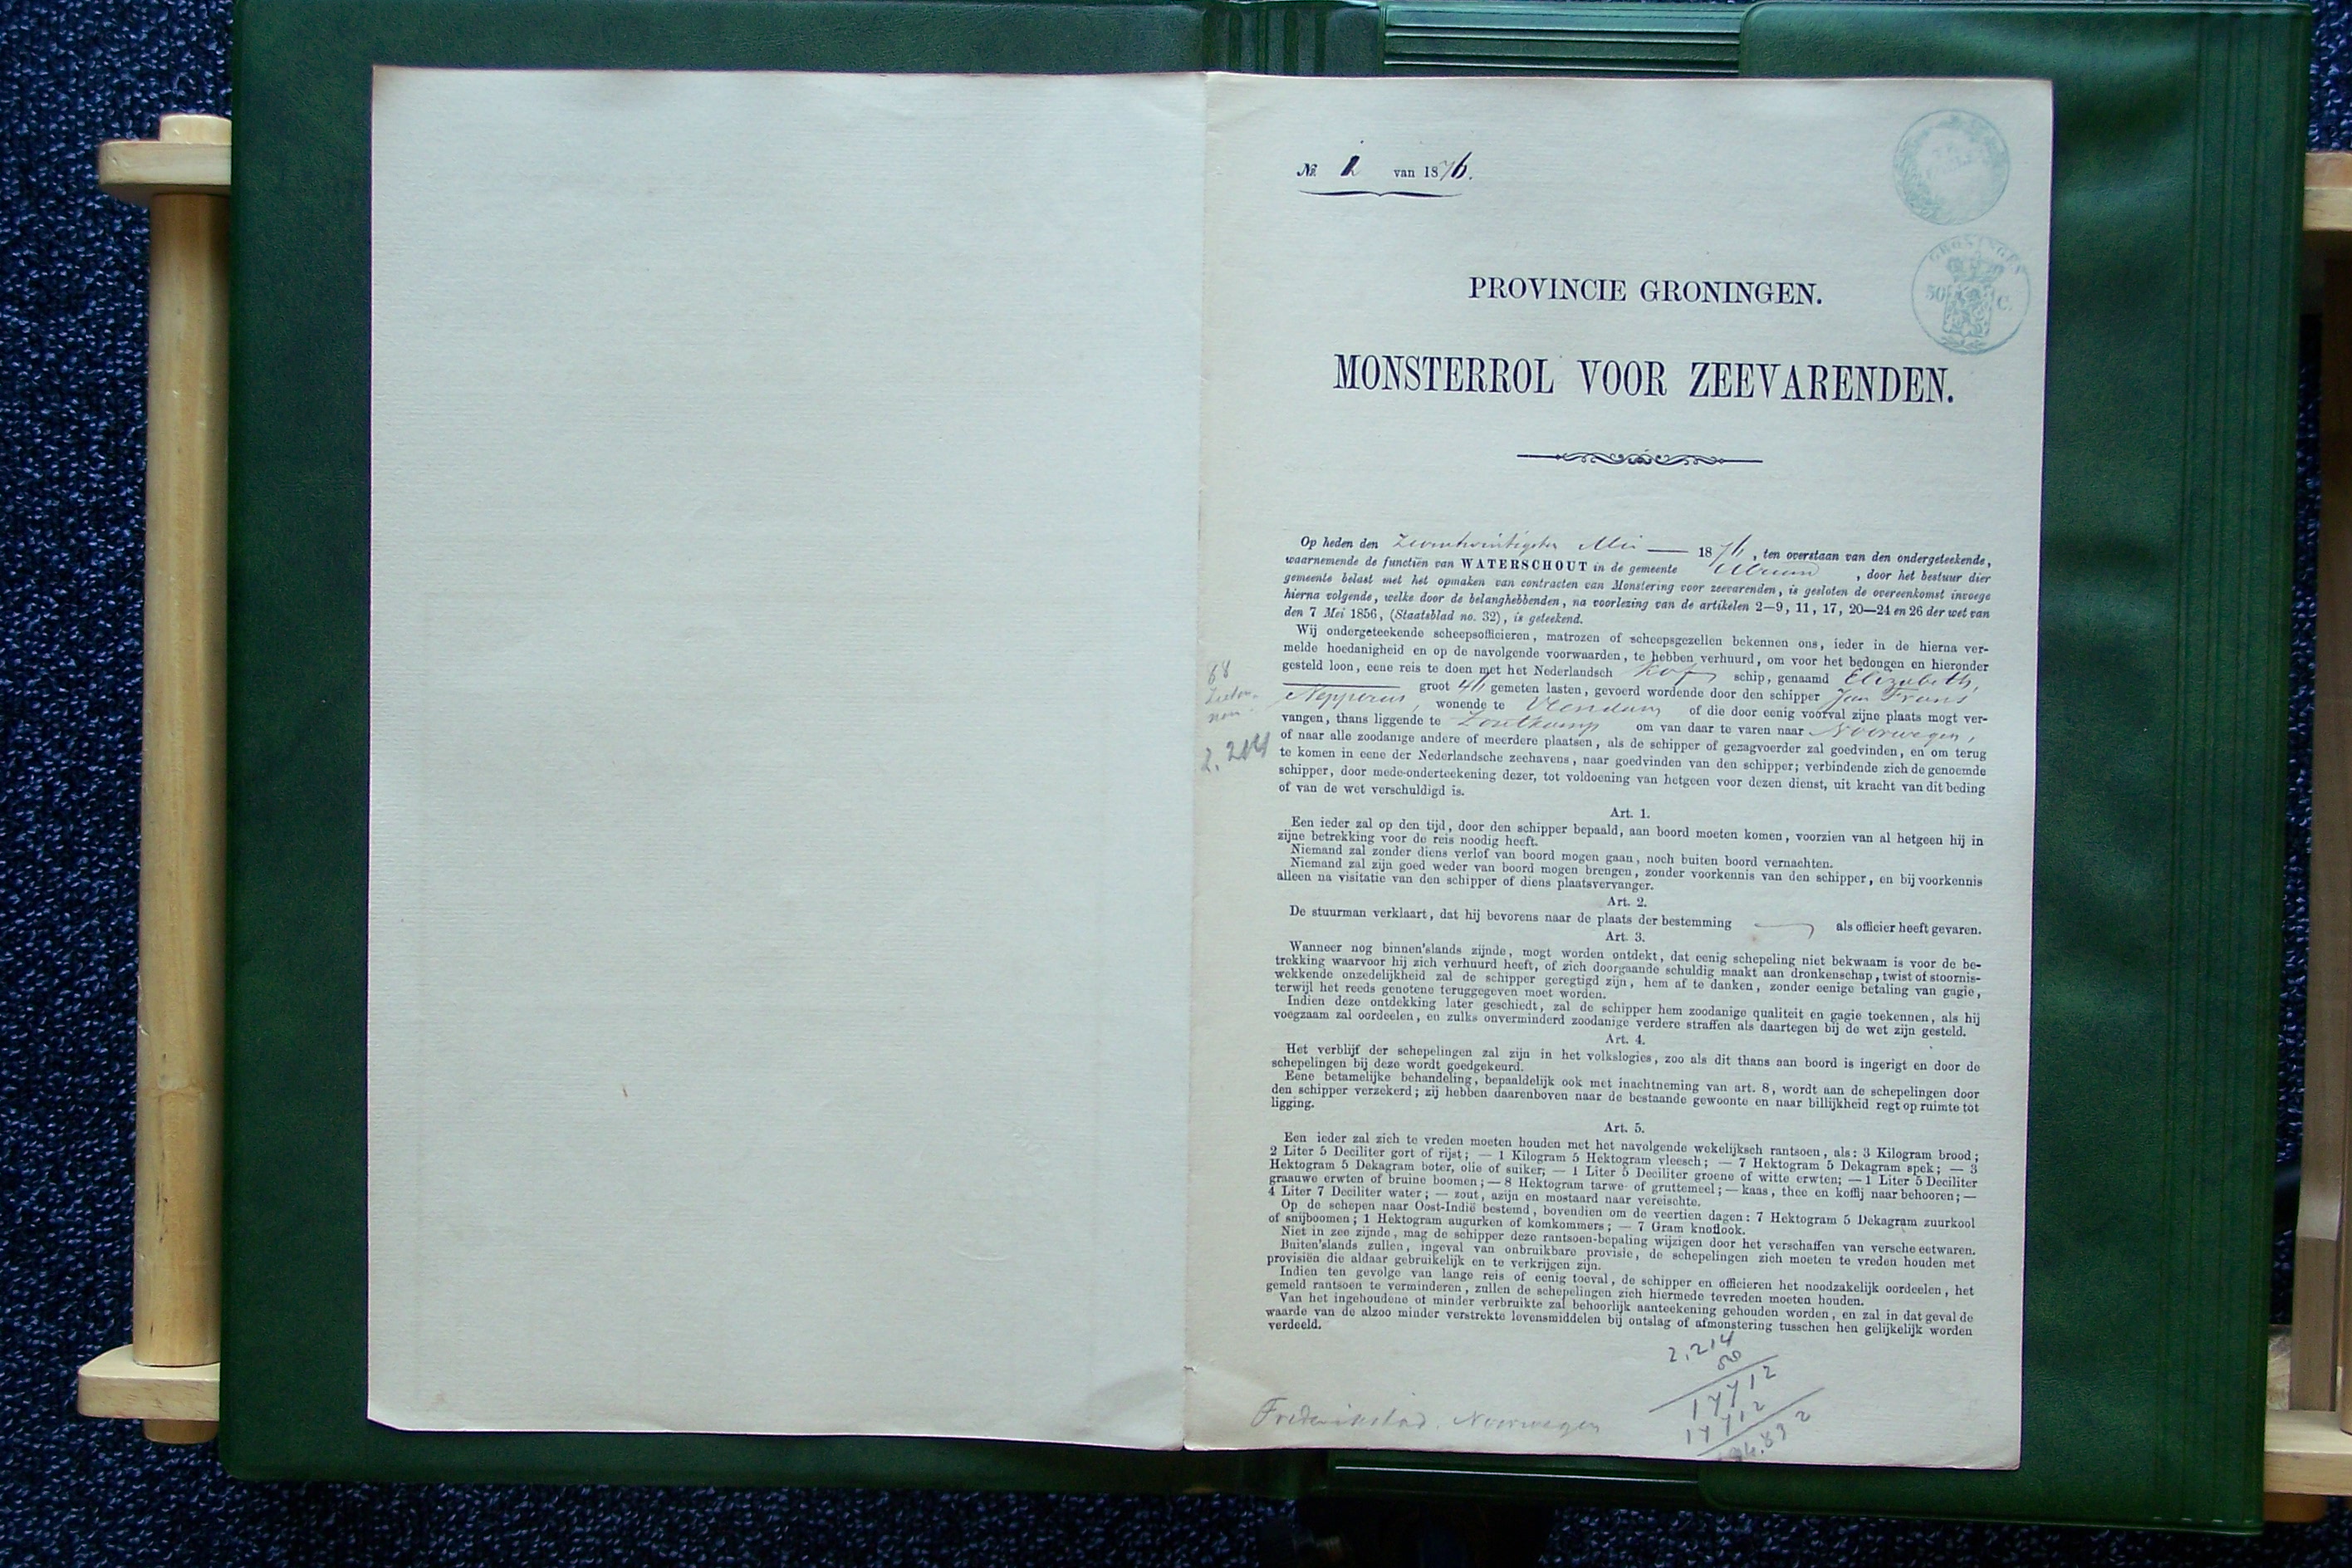 No. 1 van 1876.
GRONINGEN
50 C.
PROVINCIE GRONINGEN.
MONSTERROL VOOR ZEEVARENDEN.
Op heden den Mei — 1876, ten overstaan van den ondergeteekende,
waarnemende de functiën van WATERSCHOUT in de gemeente Ulrum, door het bestuur dier
gemeente belast met het opmaken van contracten van Monstering voor zeevarenden, is gesloten de overeenkomst invoege
hierna volgende, welke door de belanghebbenden, na voorlezing van de artikelen 2—9, 11, 17, 20—24 en 26 der wet van
den 7 Mei 1856, (Staatsblad no. 32), is geteekend.
Wij ondergeteekende scheepsofficieren, matrozen of scheepsgezellen bekennen ons, ieder in de hierna ver-
melde hoedanigheid en op de navolgende voorwaarden, te hebben verhuurd, om voor het bedongen en hieronder
gesteld loon, eene reis te doen met het Nederlandsch Kof schip, genaamd Elizabeth,
groot gemeten lasten, gevoerd wordende door den schipper Jan Frans
Nepperus, wonende te Veendam of die door eenig voorval zijne plaats mogt ver-
vangen, thans liggende te Zoutkamp om van daar te varen naar Noorwegen,
of naar alle zoodanige andere of meerdere plaatsen, als de schipper of gezagvoerder zal goedvinden, en om terug
te komen in eene der Nederlandsche zeehavens, naar goedvinden van den schipper; verbindende zich de genoemde
schipper, door mede-onderteekening dezer, tot voldoening van hetgeen voor dezen dienst, uit kracht van dit beding
of van de wet verschuldigd is.
88
2.214
Art. 1.
Een ieder zal op den tijd, door den schipper bepaald, aan boord moeten komen, voorzien van al hetgeen hij in
zijne betrekking voor de reis noodig heeft.
Niemand zal zonder diens verlof van boord mogen gaan, noch buiten boord vernachten.
Niemand zal zijn goed weder van boord mogen brengen, zonder voorkennis van den schipper, en bij voorkennis
alleen na visitatie van den schipper of diens plaatsvervanger.
Art. 2.
De stuurman verklaart, dat hij bevorens naar de plaats der bestemming — als officier heeft gevaren.
Art. 3.
Wanneer nog binnen'slands zijnde, mogt worden ontdekt, dat eenig schepeling niet bekwaam is voor de be-
trekking waarvoor hij zich verhuurd heeft, of zich doorgaande schuldig maakt aan dronkenschap, twist of stoornis-
wekkende onzedelijkheid zal de schipper geregtigd zijn, hem af te danken, zonder eenige betaling van gagie,
terwijl het reeds genotene teruggegeven moet worden.
Indien deze ontdekking later geschiedt, zal de schipper hem zoodanige qualiteit en gagie toekennen, als hij
voegzaam zal oordeelen, en zulks onverminderd zoodanige verdere straffen als daartegen bij de wet zijn gesteld.
Art. 4.
Het verblijf der schepelingen zal zijn in het volkslogies, zoo als dit thans aan boord is ingerigt en door de
schepelingen bij deze wordt goedgekeurd.
Eene betamelijke behandeling, bepaaldelijk ook met inachtneming van art. 8, wordt aan de schepelingen door
den schipper verzekerd; zij hebben daarenboven naar de bestaande gewoonte en naar billijkheid regt op ruimte tot
ligging.
Art. 5.
Een ieder zal zich te vreden moeten houden met het navolgende wekelijksch rantsoen, als: 3 Kilogram brood;
2 Liter 5 Deciliter gort of rijst; — 1 Kilogram 5 Hektogram vleesch; — 7 Hektogram 5 Dekagram spek; — 3
Hektogram 5 Dekagram boter, olie of suiker; — 1 Liter 5 Deciliter groene of witte erwten; — 1 Liter 5 Deciliter
graauwe erwten of bruine boomen; — 8 Hektogram tarwe- of gruttemeel; — kaas, thee en koffij naar behooren; —
4 Liter 7 Deciliter water; — zout, azijn en mostaard naar vereischte.
Op de schepen naar Oost-Indië bestemd, bovendien om de veertien dagen: 7 Hektogram 5 Dekagram zuurkool
of snijboomen; 1 Hektogram augurken of komkommers; — 7 Gram knoflook.
Niet in zee zijnde, mag de schipper deze rantsoen-bepaling wijzigen door het verschaffen van versche eetwaren.
Buiten'slands zullen, ingeval van onbruikbare provisie, de schepelingen zich moeten te vreden houden met
provisiën die aldaar gebruikelijk en te verkrijgen zijn.
Indien ten gevolge van lange reis of eenig toeval, de schipper en officieren het noodzakelijk oordeelen, het
gemeld rantsoen te verminderen, zullen de schepelingen zich hiermede tevreden moeten houden.
Van het ingehoudene of minder verbruikte zal behoorlijk aanteekening gehouden worden, en zal in dat geval de
waarde van de alzoo minder verstrekte levensmiddelen bij ontslag of afmonstering tusschen hen gelijkelijk worden
verdeeld.
2.214
17712
17712
Frederikstad. Noorwegen